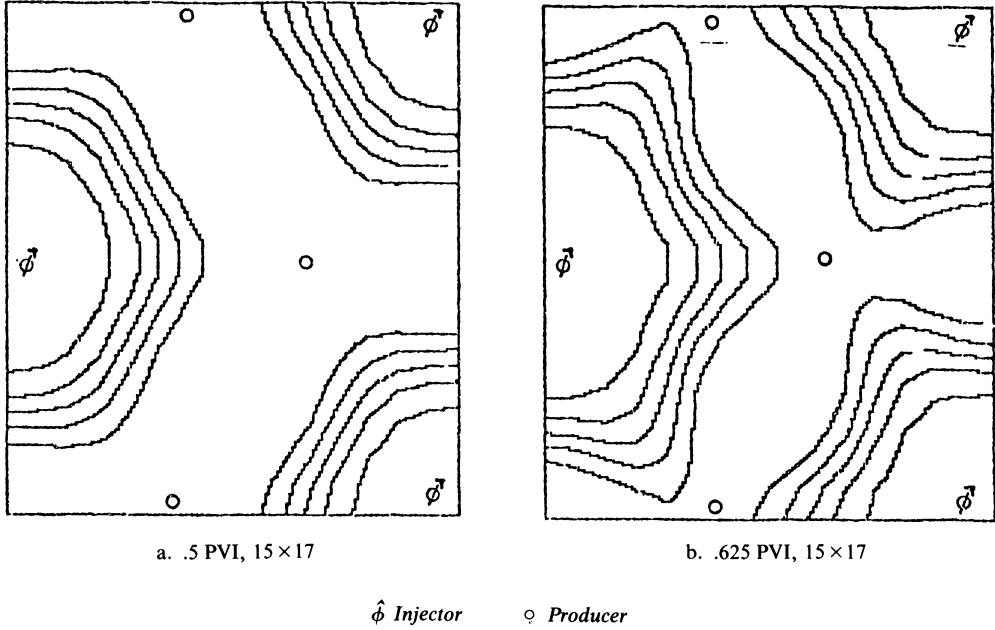 a. .5 PVI, 15×17
b. .625 PVI, 15×17
Injector
Producer